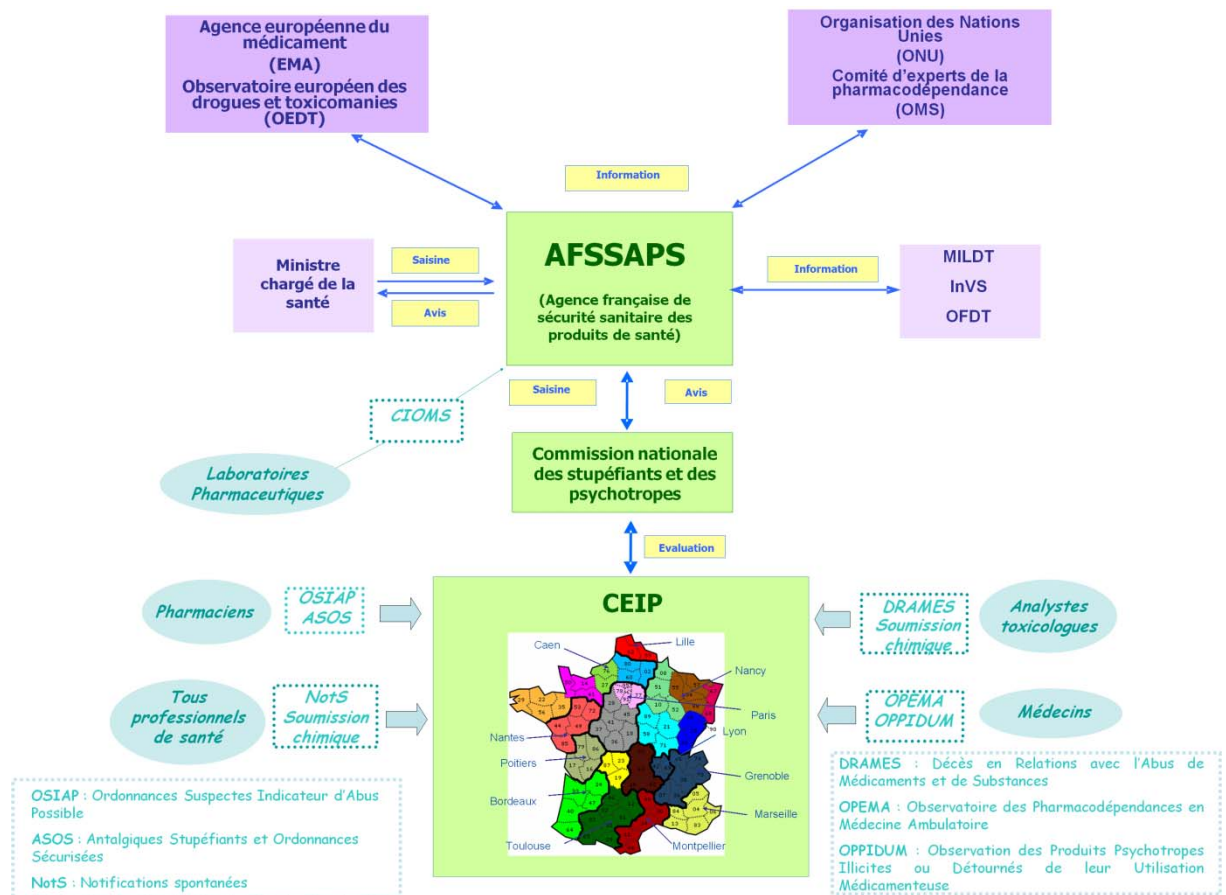 Agence européenne du
médicament
(EMA)
Observatoire européen des
drogues et toxicomanies
(OEDT)
Organisation des Nations
Unies
(ONU)
Comité d'experts de la
pharmacodépendance
(OMS)
Information
Ministre
chargé de la
santé
Saisine
Avis
AFSSAPS
(Agence française de
sécurité sanitaire des
produits de santé)
Information
MILDT
InVS
OFDT
Saisine
Avis
CIOMS
Laboratoires
Pharmaceutiques
Commission nationale
des stupéfiants et des
psychotropes
Evaluation
CEIP
Pharmaciens
OSIAP
ASOS
DRAMES
Soumission
chimique
Analystes
toxicologues
Tous
professionnels
de santé
NotS
Soumission
chimique
OPEMA
OPPIDUM
Médecins
Lille
Caen
Nancy
Paris
Nantes
Lyon
Poitiers
Grenoble
Bordeaux
Marseille
Toulouse
Montpellier
OSIAP : Ordonnances Suspectes Indicateur d'Abus
Possible
ASOS : Antalgiques Stupéfiants et Ordonnances
Sécurisées
NotS : Notifications spontanées
DRAMES : Décès en Relations avec l'Abus de
Médicaments et de Substances
OPEMA : Observatoire des Pharmacodépendances en
Médecine Ambulatoire
OPPIDUM : Observation des Produits Psychotropes
Illicites ou Détournés de leur Utilisation
Médicamenteuse